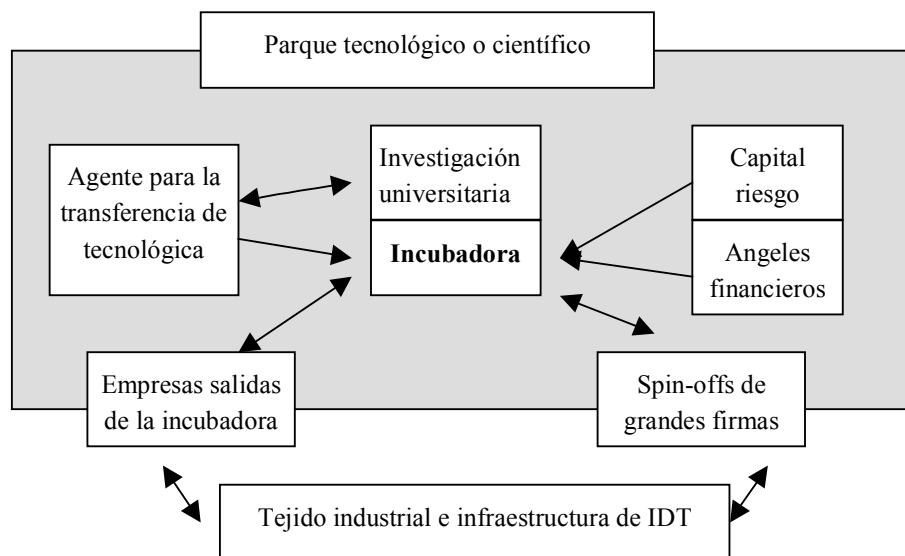 Parque tecnológico o científico
Agente para la
transferencia de
tecnológica
Investigación
universitaria
Incubadora
Capital
riesgo
Angeles
financieros
Empresas salidas
de la incubadora
Spin-offs de
grandes firmas
Tejido industrial e infraestructura de IDT